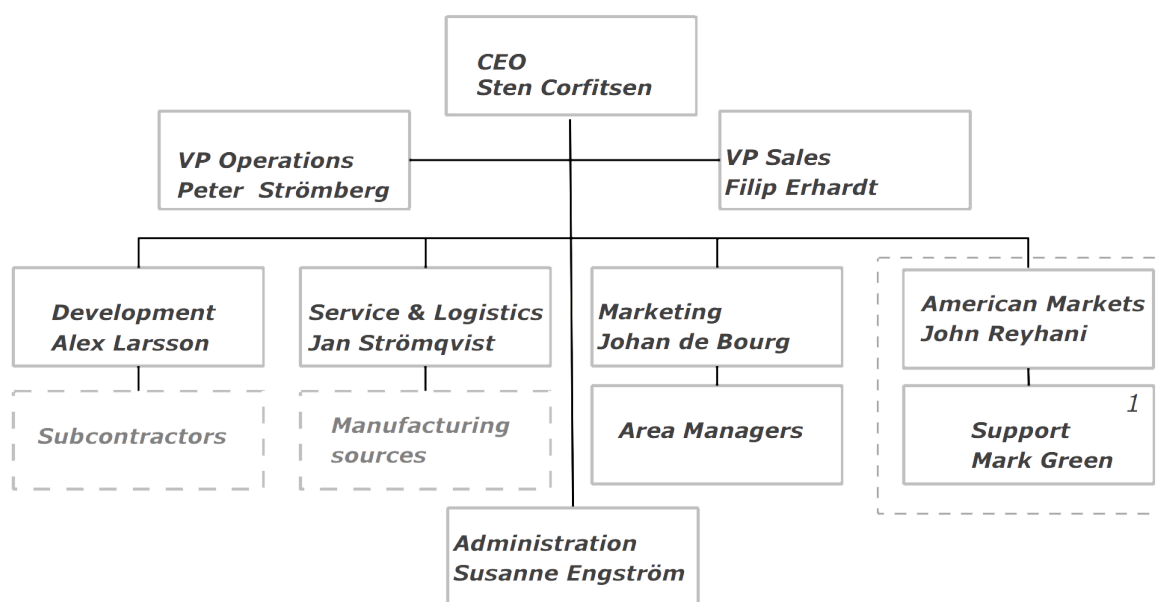 CEO
Sten Corfitsen
VP Operations
Peter Strömberg
VP Sales
Filip Erhardt
Development
Alex Larsson
Service & Logistics
Jan Strömqvist
Marketing
Johan de Bourg
American Markets
John Reyhani
Subcontractors
Manufacturing
sources
Area Managers
1
Support
Mark Green
Administration
Susanne Engström